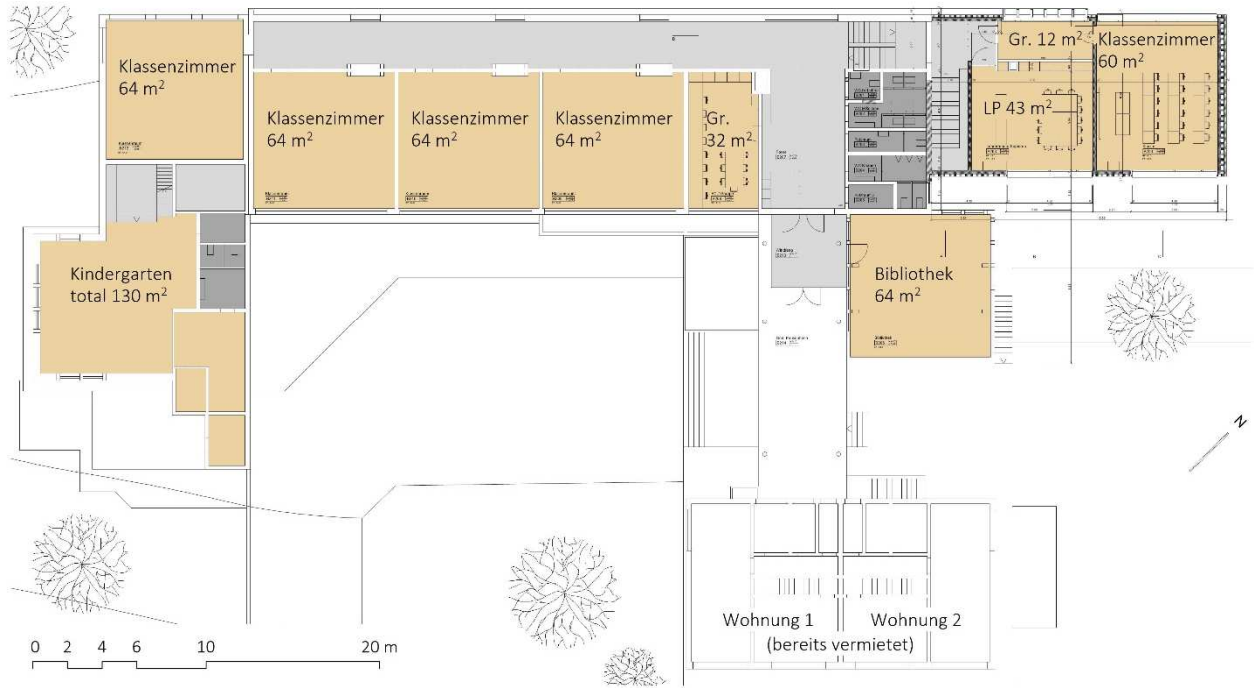 Klassenzimmer
64 m²
Klassenzimmer
64 m²
Klassenzimmer
64 m²
Klassenzimmer
64 m²
Gr.
32 m²
Gr. 12 m²
LP 43 m²
Klassenzimmer
60 m²
Kindergarten
total 130 m²
Bibliothek
64 m²
N
Wohnung 1
Wohnung 2
(bereits vermietet)
0 2 4 6 10 20 m